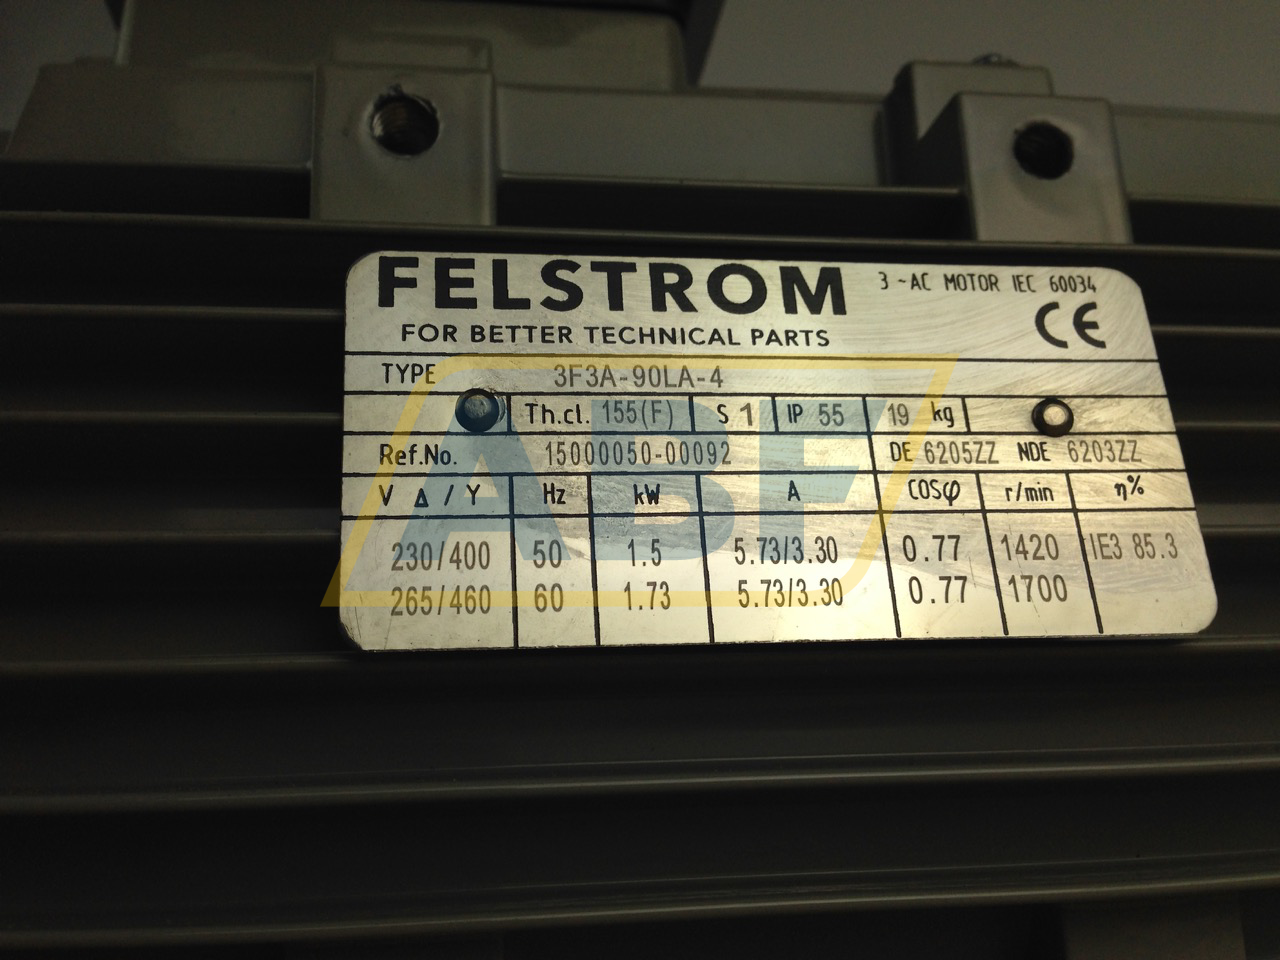 FELSTROM
3 ~AC MOTOR IEC 60034
FOR BETTER TECHNICAL PARTS
CE
TYPE 3F3A-90LA-4
Th.cl. 155(F) S 1 IP 55 19 kg
Ref.No. 15000050-00092 DE 6205ZZ NDE 6203ZZ
V Δ / Y Hz kW A COSφ r/min η%
230/400 50 1.5 5.73/3.30 0.77 1420 IE3 85.3
265/460 60 1.73 5.73/3.30 0.77 1700
ABF